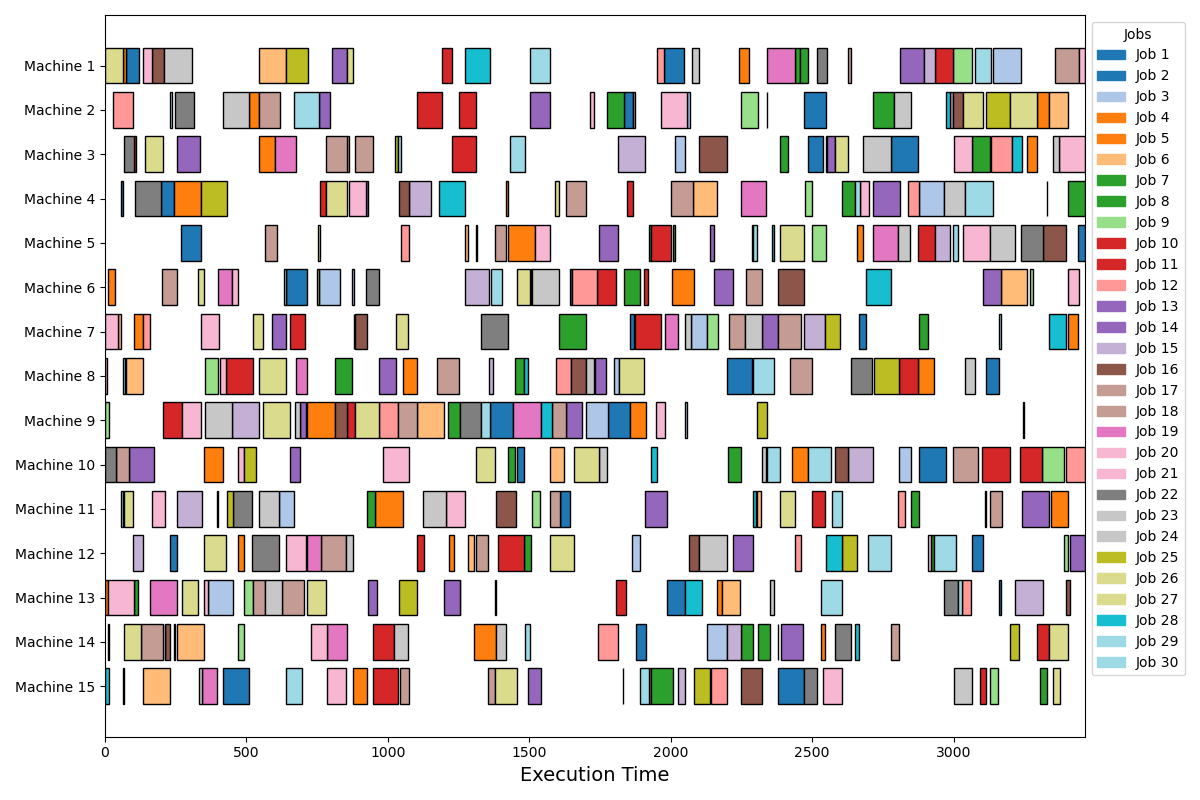 Machine 1
Machine 2
Machine 3
Machine 4
Machine 5
Machine 6
Machine 7
Machine 8
Machine 9
Machine 10
Machine 11
Machine 12
Machine 13
Machine 14
Machine 15
0 500 1000 1500 2000 2500 3000
Execution Time
Jobs
Job 1
Job 2
Job 3
Job 4
Job 5
Job 6
Job 7
Job 8
Job 9
Job 10
Job 11
Job 12
Job 13
Job 14
Job 15
Job 16
Job 17
Job 18
Job 19
Job 20
Job 21
Job 22
Job 23
Job 24
Job 25
Job 26
Job 27
Job 28
Job 29
Job 30